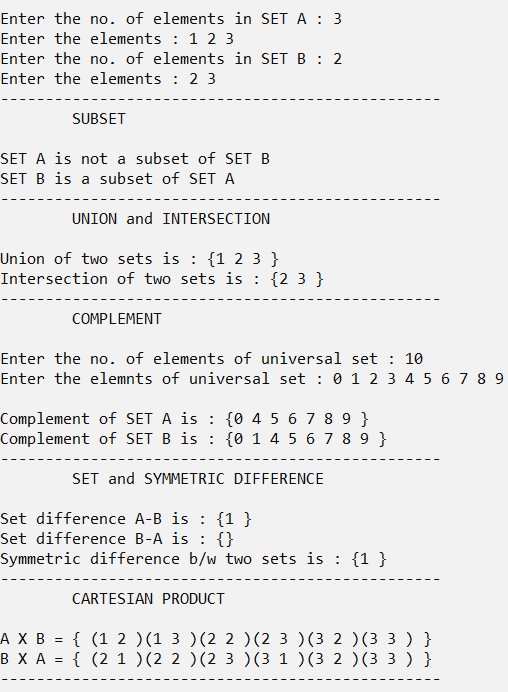 Enter the no. of elements in SET A : 3
Enter the elements : 1 2 3
Enter the no. of elements in SET B : 2
Enter the elements : 2 3
-------------------------------------------------
SUBSET
SET A is not a subset of SET B
SET B is a subset of SET A
-------------------------------------------------
UNION and INTERSECTION
Union of two sets is : {1 2 3 }
Intersection of two sets is : {2 3 }
-------------------------------------------------
COMPLEMENT
Enter the no. of elements of universal set : 10
Enter the elemnts of universal set : 0 1 2 3 4 5 6 7 8 9
Complement of SET A is : {0 4 5 6 7 8 9 }
Complement of SET B is : {0 1 4 5 6 7 8 9 }
-------------------------------------------------
SET and SYMMETRIC DIFFERENCE
Set difference A-B is : {1 }
Set difference B-A is : {}
Symmetric difference b/w two sets is : {1 }
-------------------------------------------------
CARTESIAN PRODUCT
A X B = { (1 2 )(1 3 )(2 2 )(2 3 )(3 2 )(3 3 ) }
B X A = { (2 1 )(2 2 )(2 3 )(3 1 )(3 2 )(3 3 ) }
-------------------------------------------------